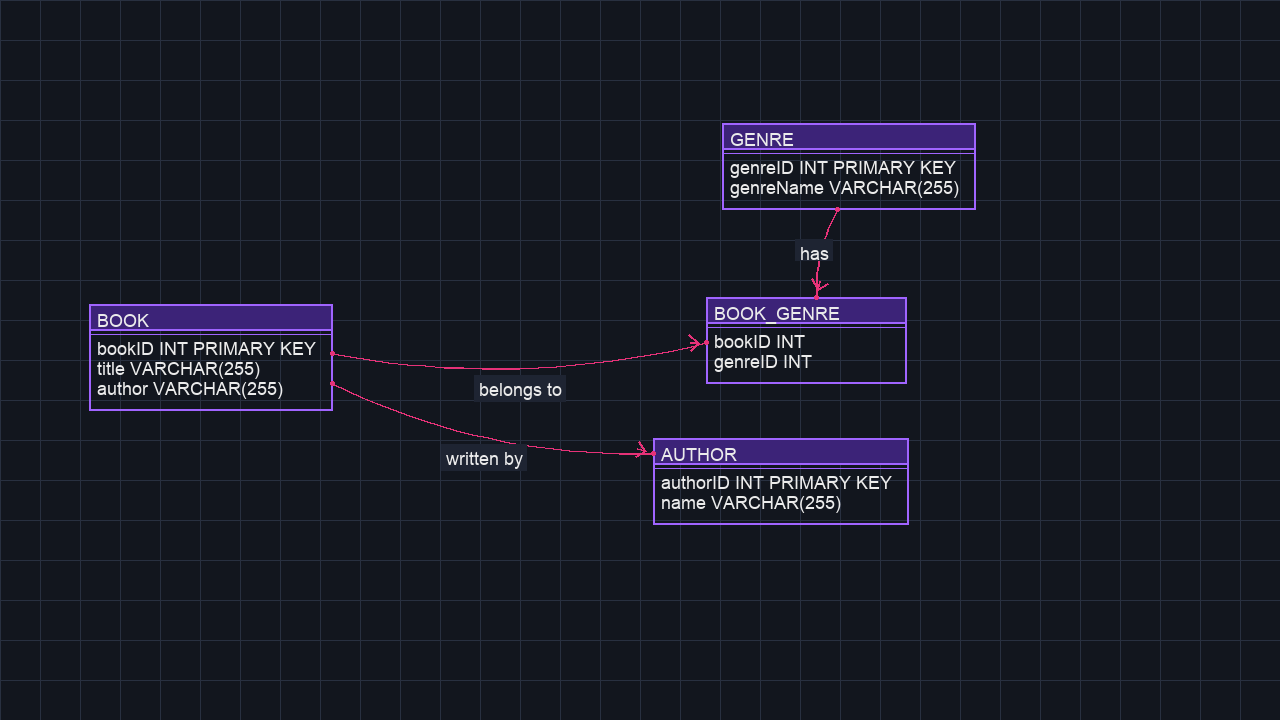 GENRE
genreID INT PRIMARY KEY
genreName VARCHAR(255)
has
BOOK
bookID INT PRIMARY KEY
title VARCHAR(255)
author VARCHAR(255)
BOOK_GENRE
bookID INT
genreID INT
belongs to
written by
AUTHOR
authorID INT PRIMARY KEY
name VARCHAR(255)